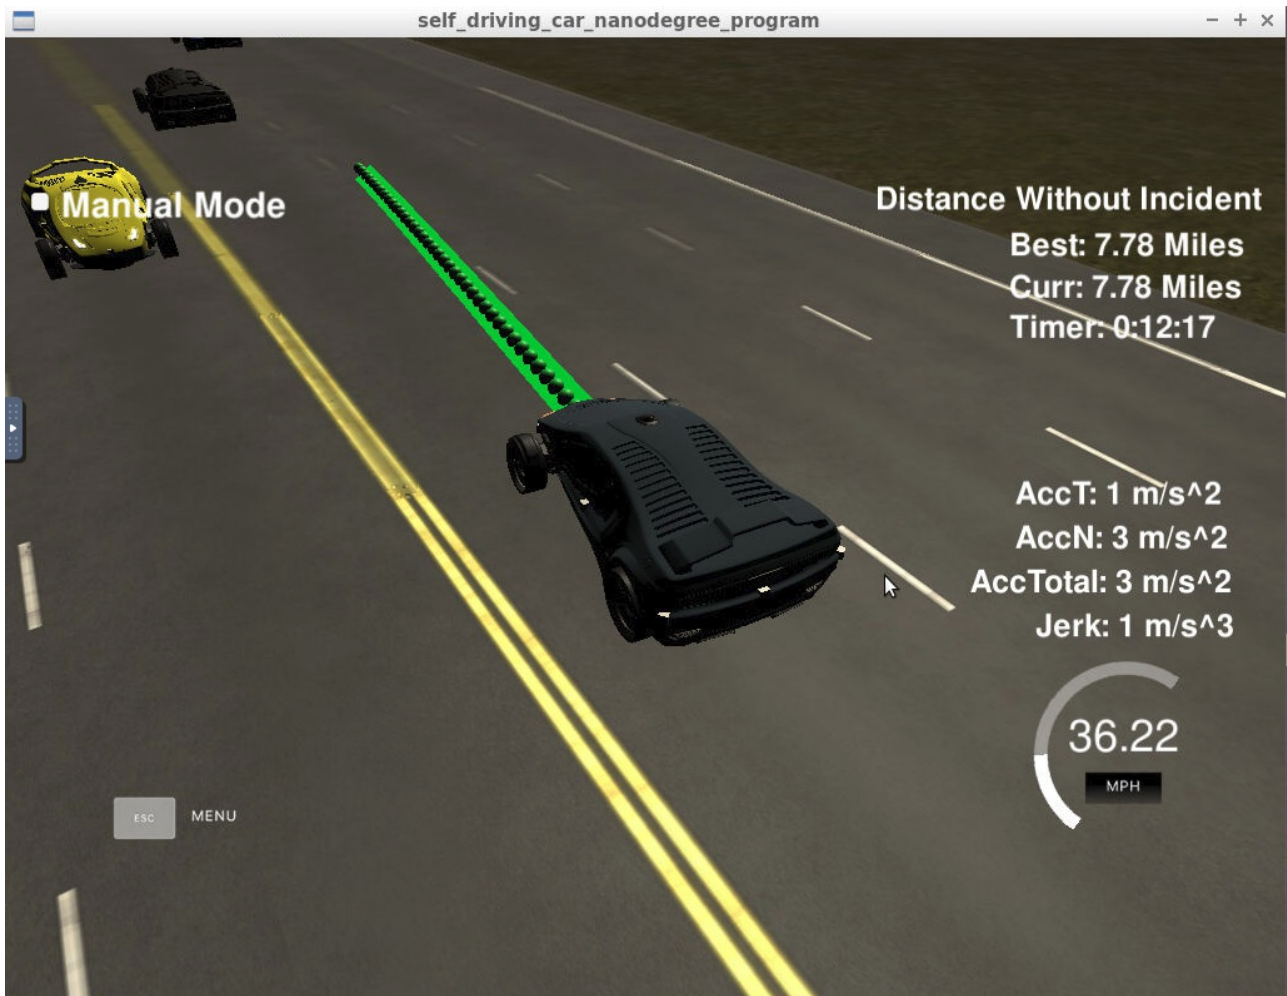 self_driving_car_nanodegree_program
Manual Mode
Distance Without Incident
Best: 7.78 Miles
Curr: 7.78 Miles
Timer: 0:12:17
AccT: 1 m/s^2
AccN: 3 m/s^2
AccTotal: 3 m/s^2
Jerk: 1 m/s^3
36.22
MPH
ESC MENU